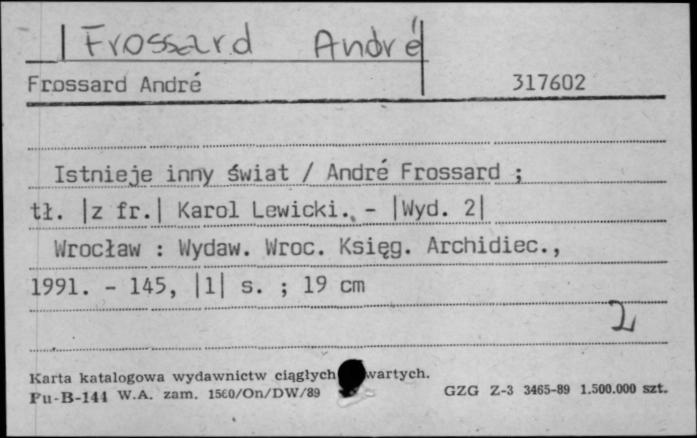 Frossard André
Frossard André 317602
Istnieje inny świat / André Frossard ;
tł. |z fr.| Karol Lewicki. - |Wyd. 2|
Wrocław : Wydaw. Wroc. Księg. Archidiec.,
1991. - 145, |1| s. ; 19 cm
2
Karta katalogowa wydawnictw ciągłych wartych.
Pu-B-144 W.A. zam. 1560/On/DW/89 GZG Z-3 3465-89 1.500.000 szt.